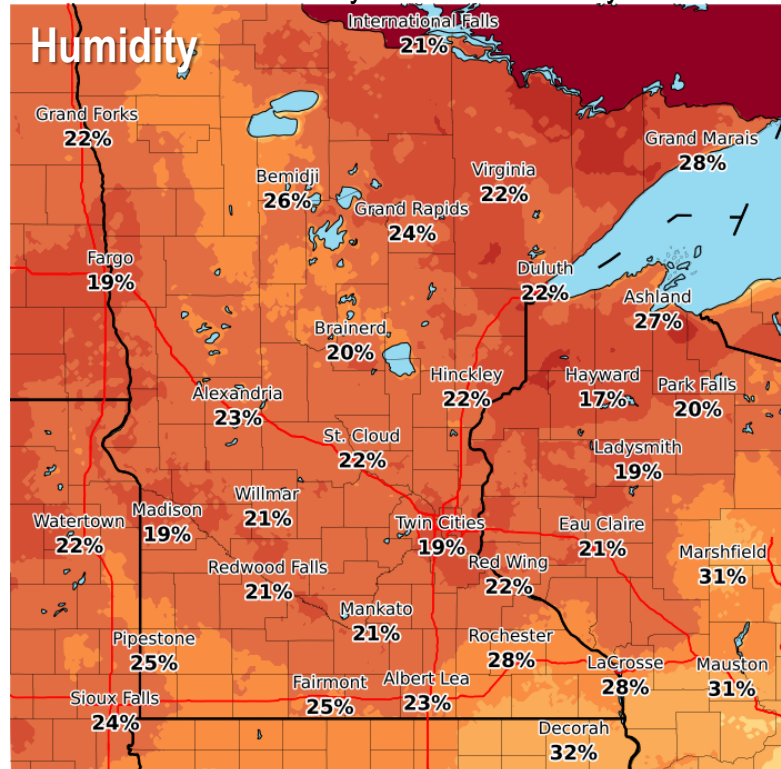 Humidity
International Falls
21%
Grand Forks
22%
Grand Marais
28%
Bemidji
26%
Virginia
22%
Grand Rapids
24%
Fargo
19%
Duluth
22%
Ashland
27%
Brainerd
20%
Hinckley
22%
Hayward
17%
Park Falls
20%
Alexandria
23%
St. Cloud
22%
Ladysmith
19%
Willmar
21%
Madison
19%
Watertown
22%
Twin Cities
19%
Eau Claire
21%
Marshfield
31%
Redwood Falls
21%
Red Wing
22%
Mankato
21%
Pipestone
25%
Rochester
28%
LaCrosse
28%
Mauston
31%
Sioux Falls
24%
Fairmont
25%
Albert Lea
23%
Decorah
32%